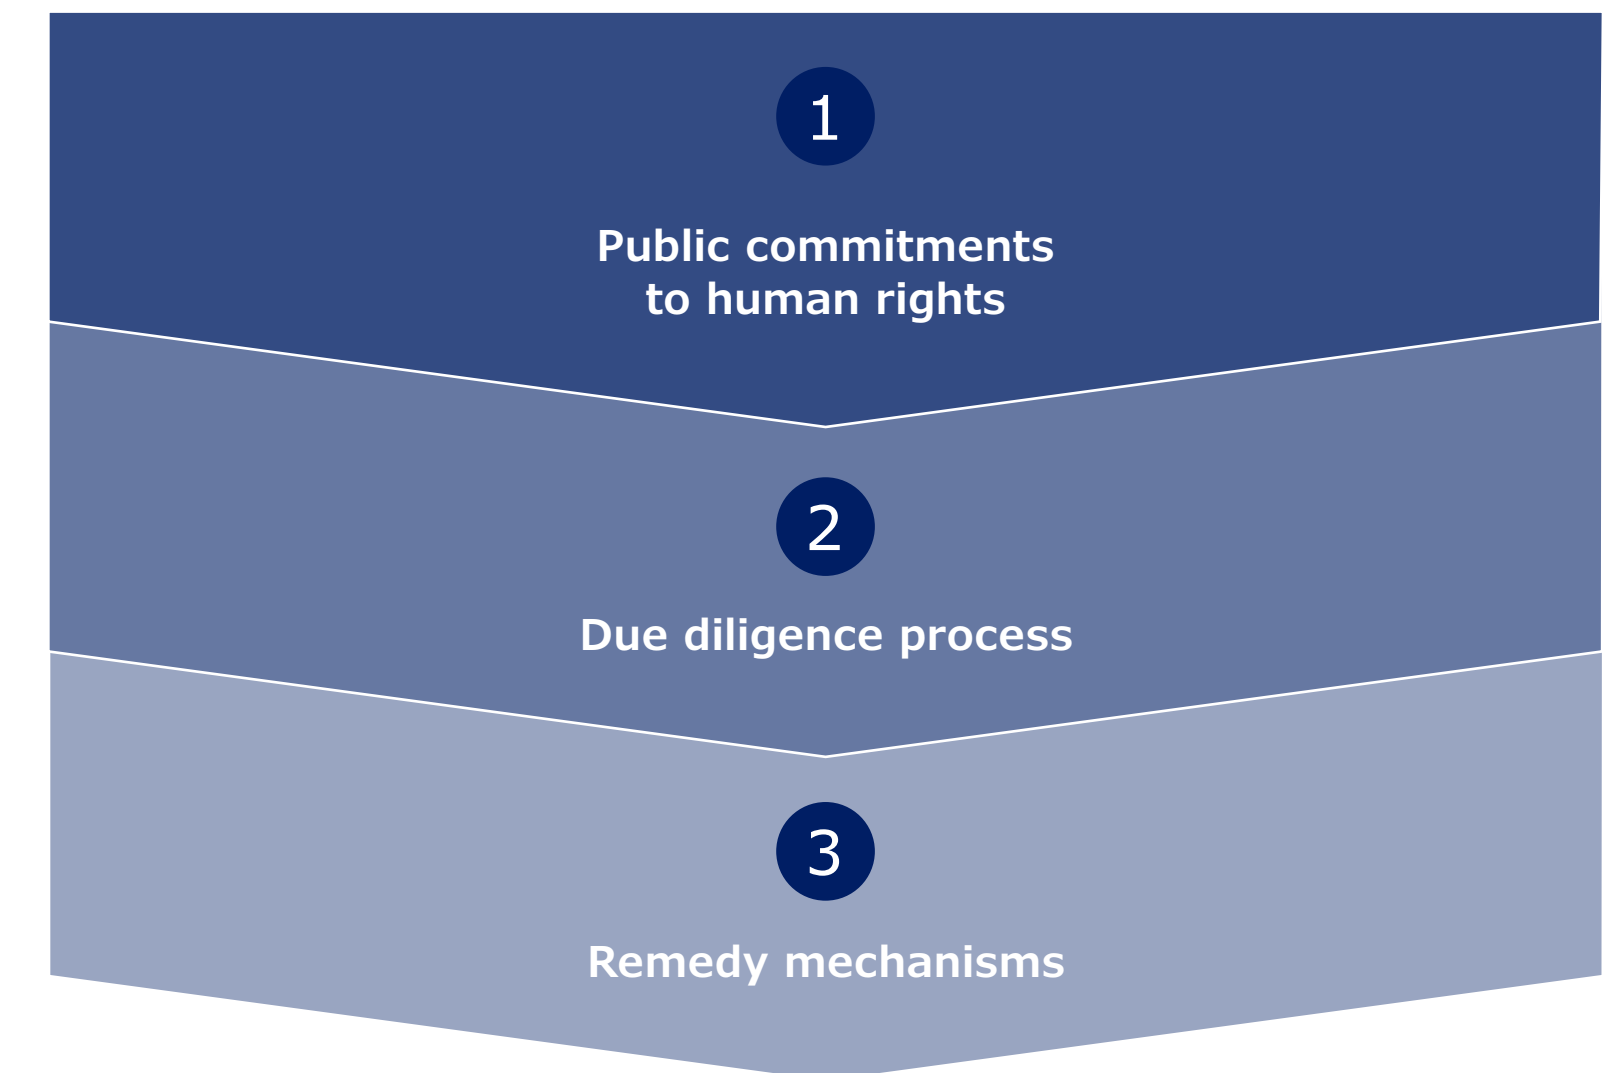 1
Public commitments
to human rights
2
Due diligence process
3
Remedy mechanisms